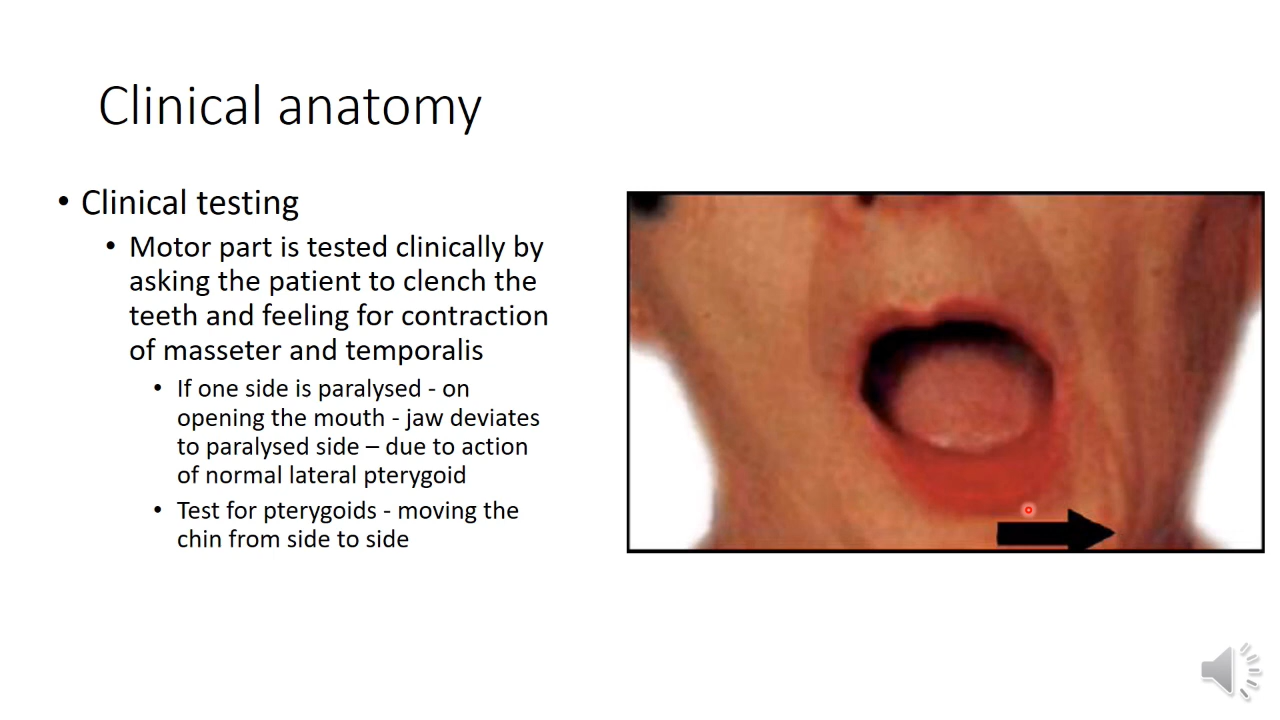 Clinical anatomy
• Clinical testing
• Motor part is tested clinically by
asking the patient to clench the
teeth and feeling for contraction
of masseter and temporalis
• If one side is paralysed - on
opening the mouth - jaw deviates
to paralysed side – due to action
of normal lateral pterygoid
• Test for pterygoids - moving the
chin from side to side